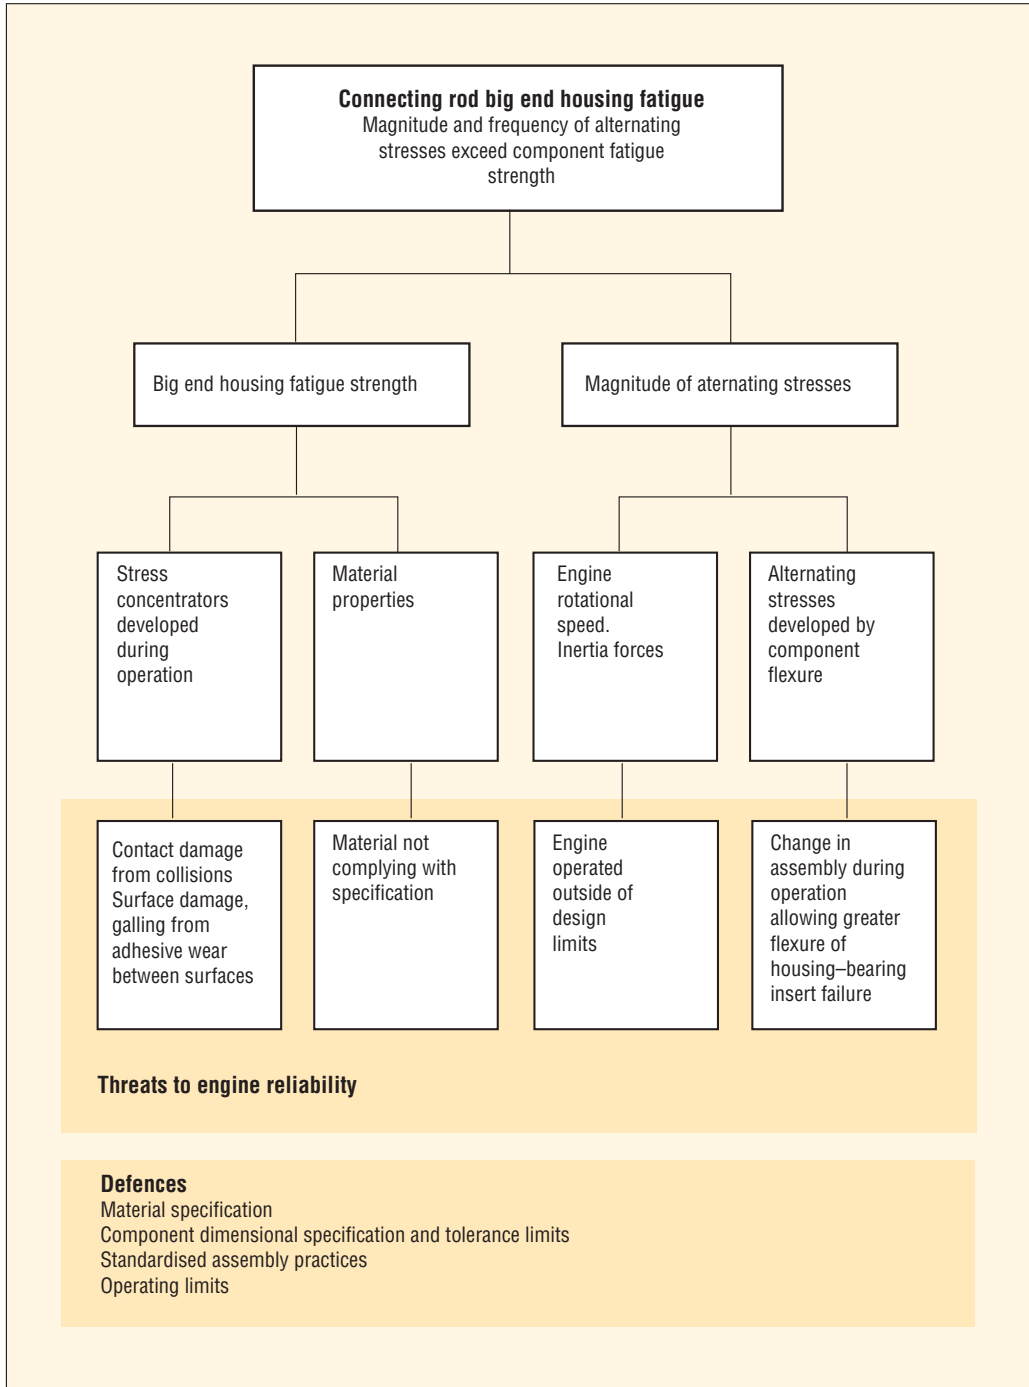 Connecting rod big end housing fatigue
Magnitude and frequency of alternating
stresses exceed component fatigue
strength
Big end housing fatigue strength
Magnitude of aternating stresses
Stress
concentrators
developed
during
operation
Material
properties
Engine
rotational
speed.
Inertia forces
Alternating
stresses
developed by
component
flexure
Contact damage
from collisions
Surface damage,
galling from
adhesive wear
between surfaces
Material not
complying with
specification
Engine
operated
outside of
design
limits
Change in
assembly during
operation
allowing greater
flexure of
housing–bearing
insert failure
Threats to engine reliability
Defences
Material specification
Component dimensional specification and tolerance limits
Standardised assembly practices
Operating limits